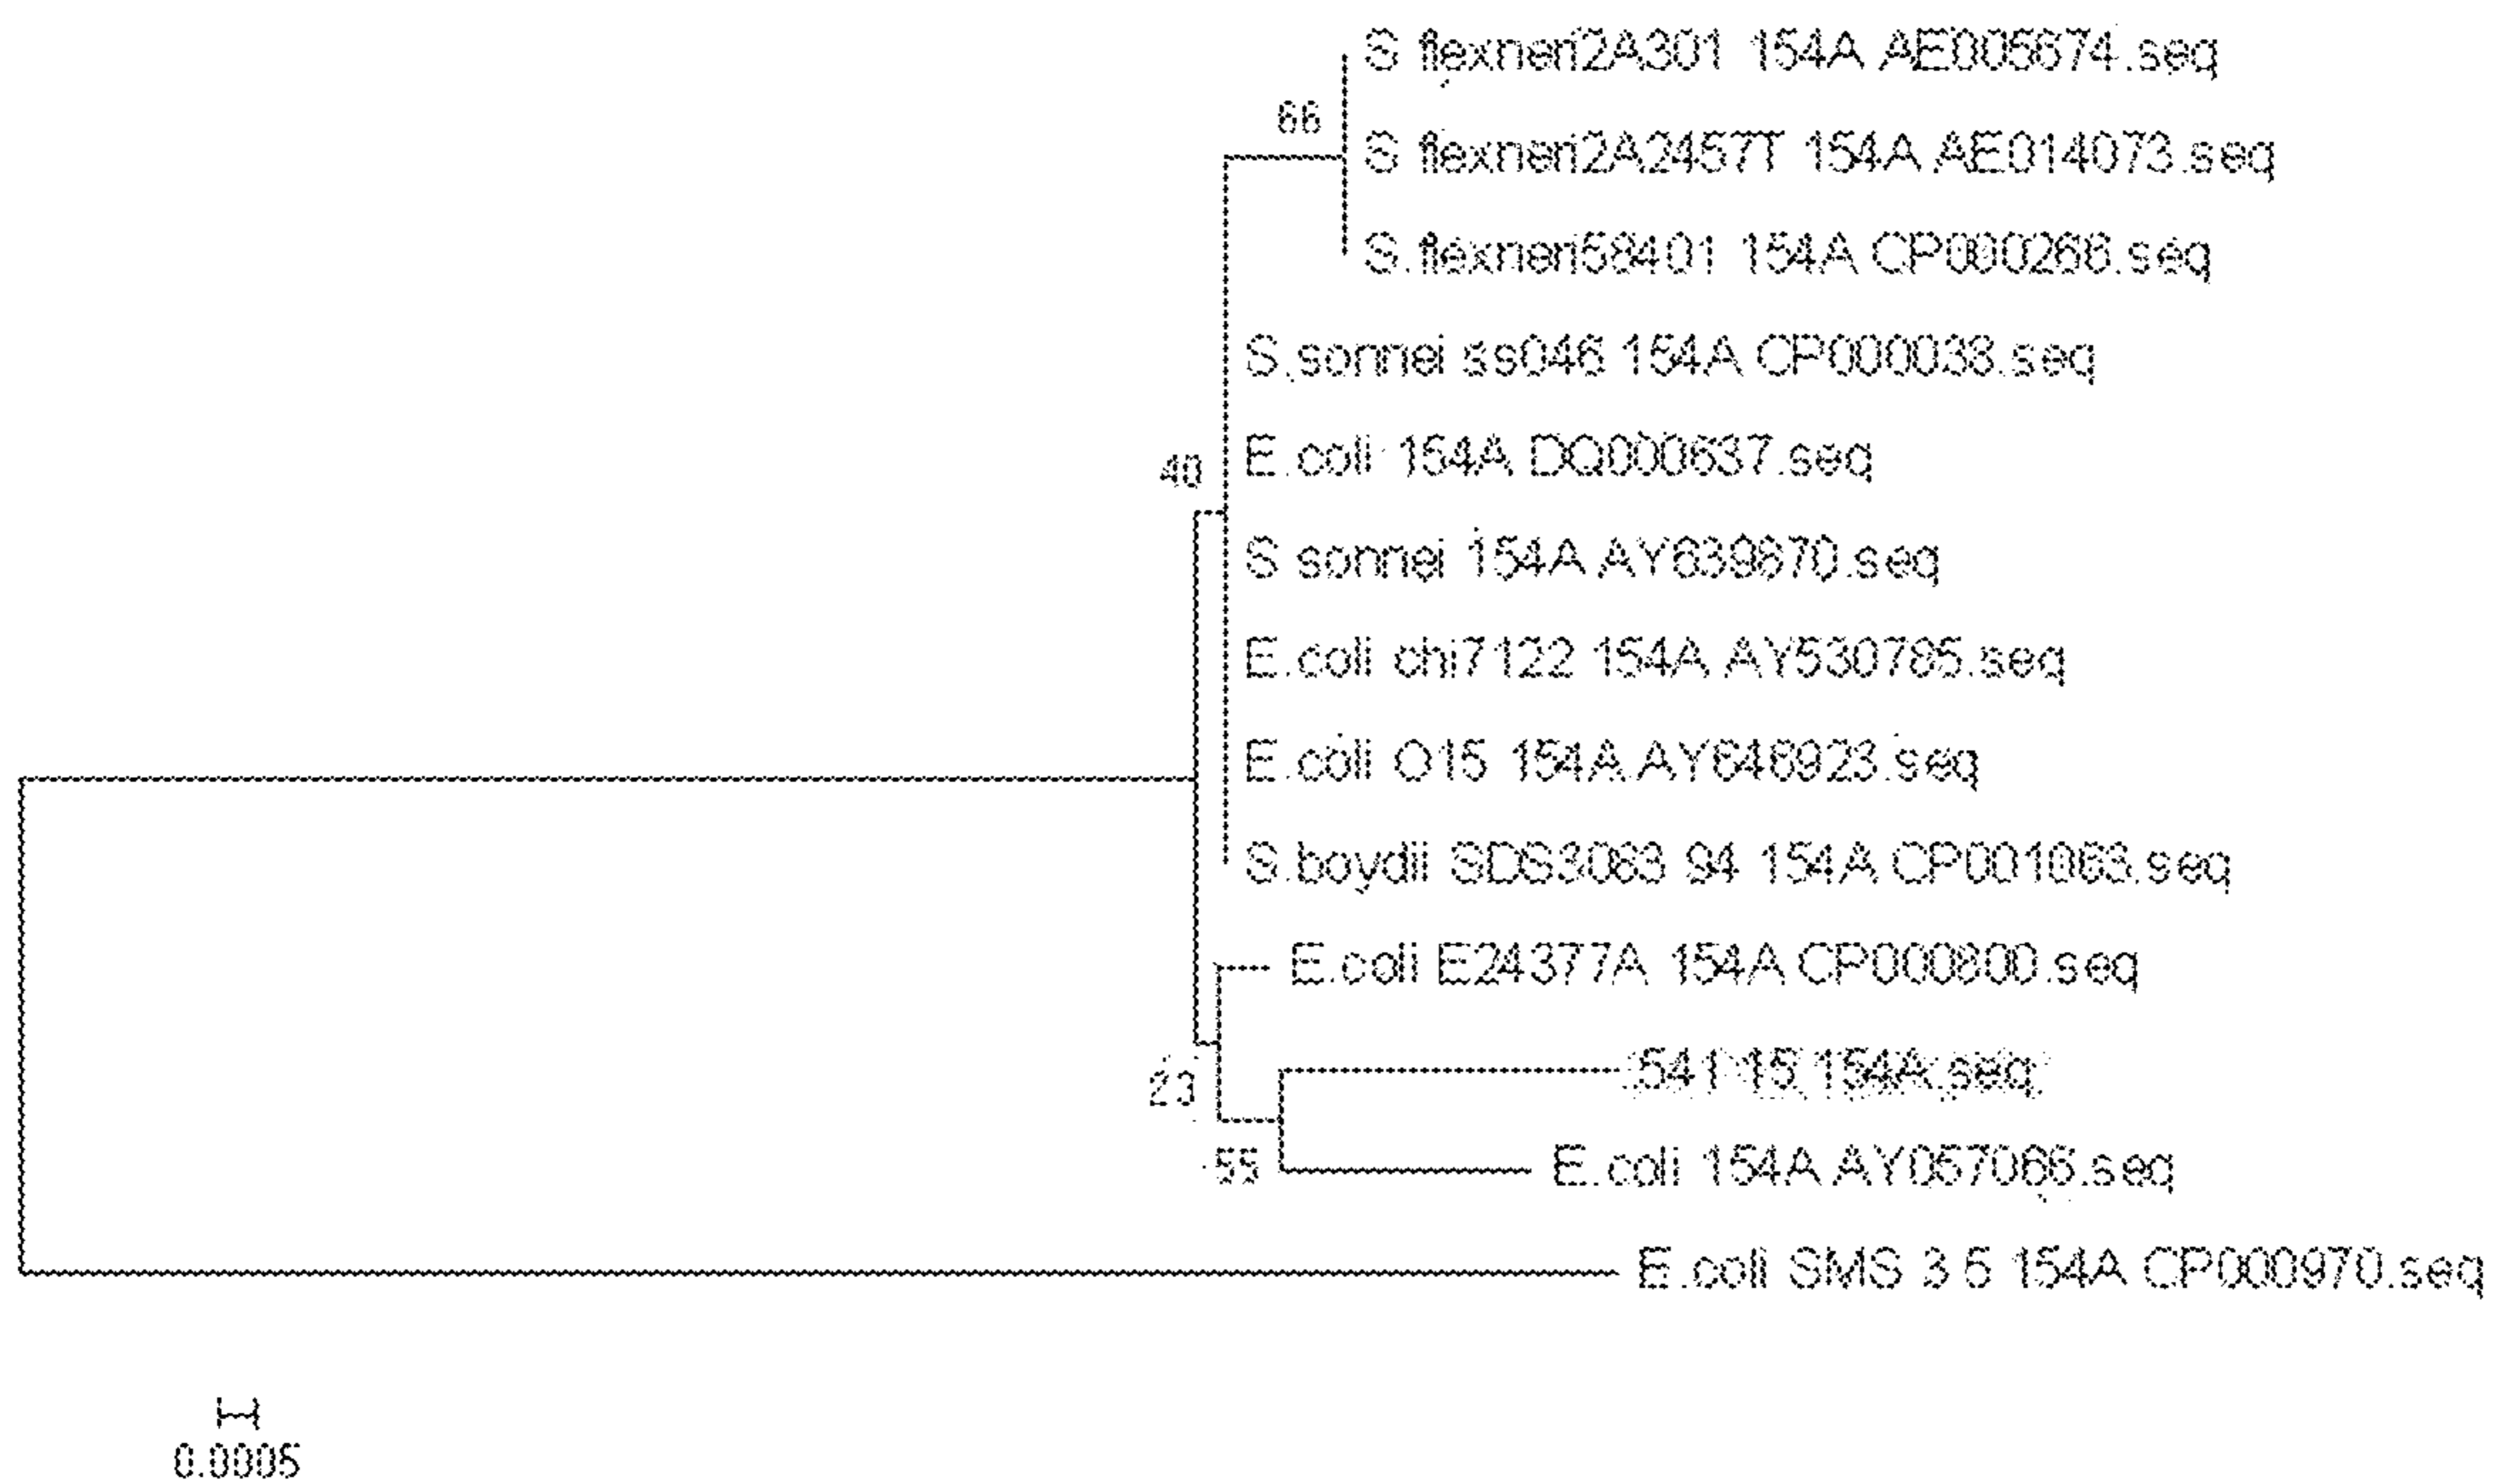 S flexneri2A301 154A AE005674.seq
66
S flexneri2A2457T 154A AE014073.seq
S.flexneri58401 154A CP000266.seq
S.sonnei ss046 154A CP000038.seq
E.coli 154A DQ000637.seq
40
S sonnei 154A AY639870.seq
E.coli chi7122 154A AY530785.seq
E.coli O15 154A AY646923.seq
S.boydii SDS3083 94 154A CP001063.seq
E.coli E24377A 154A CP000800.seq
541 15 154A.seq
23
55
E.coli 154A AY057065.seq
E.coli SMS 3 5 154A CP000970.seq
0.0005